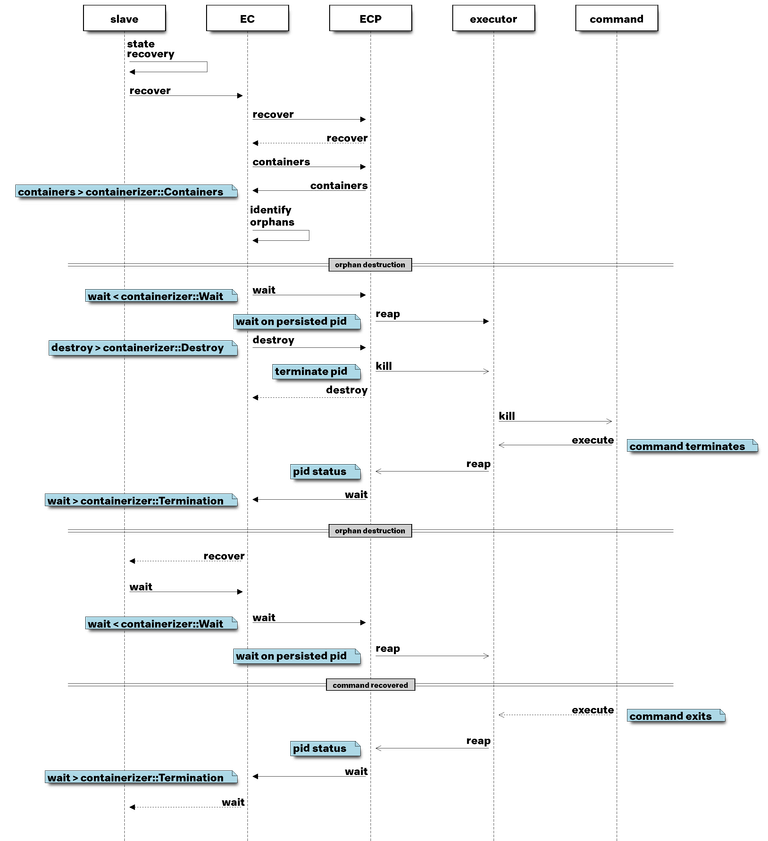 slave EC ECP executor command
state
recovery
recover
recover
recover
containers
containers
containers > containerizer::Containers
identify
orphans
orphan destruction
wait
wait < containerizer::Wait
reap
wait on persisted pid
destroy
destroy > containerizer::Destroy
kill
terminate pid
destroy
kill
execute
command terminates
reap
pid status
wait
wait > containerizer::Termination
orphan destruction
recover
wait
wait
wait < containerizer::Wait
reap
wait on persisted pid
command recovered
execute
command exits
reap
pid status
wait
wait > containerizer::Termination
wait